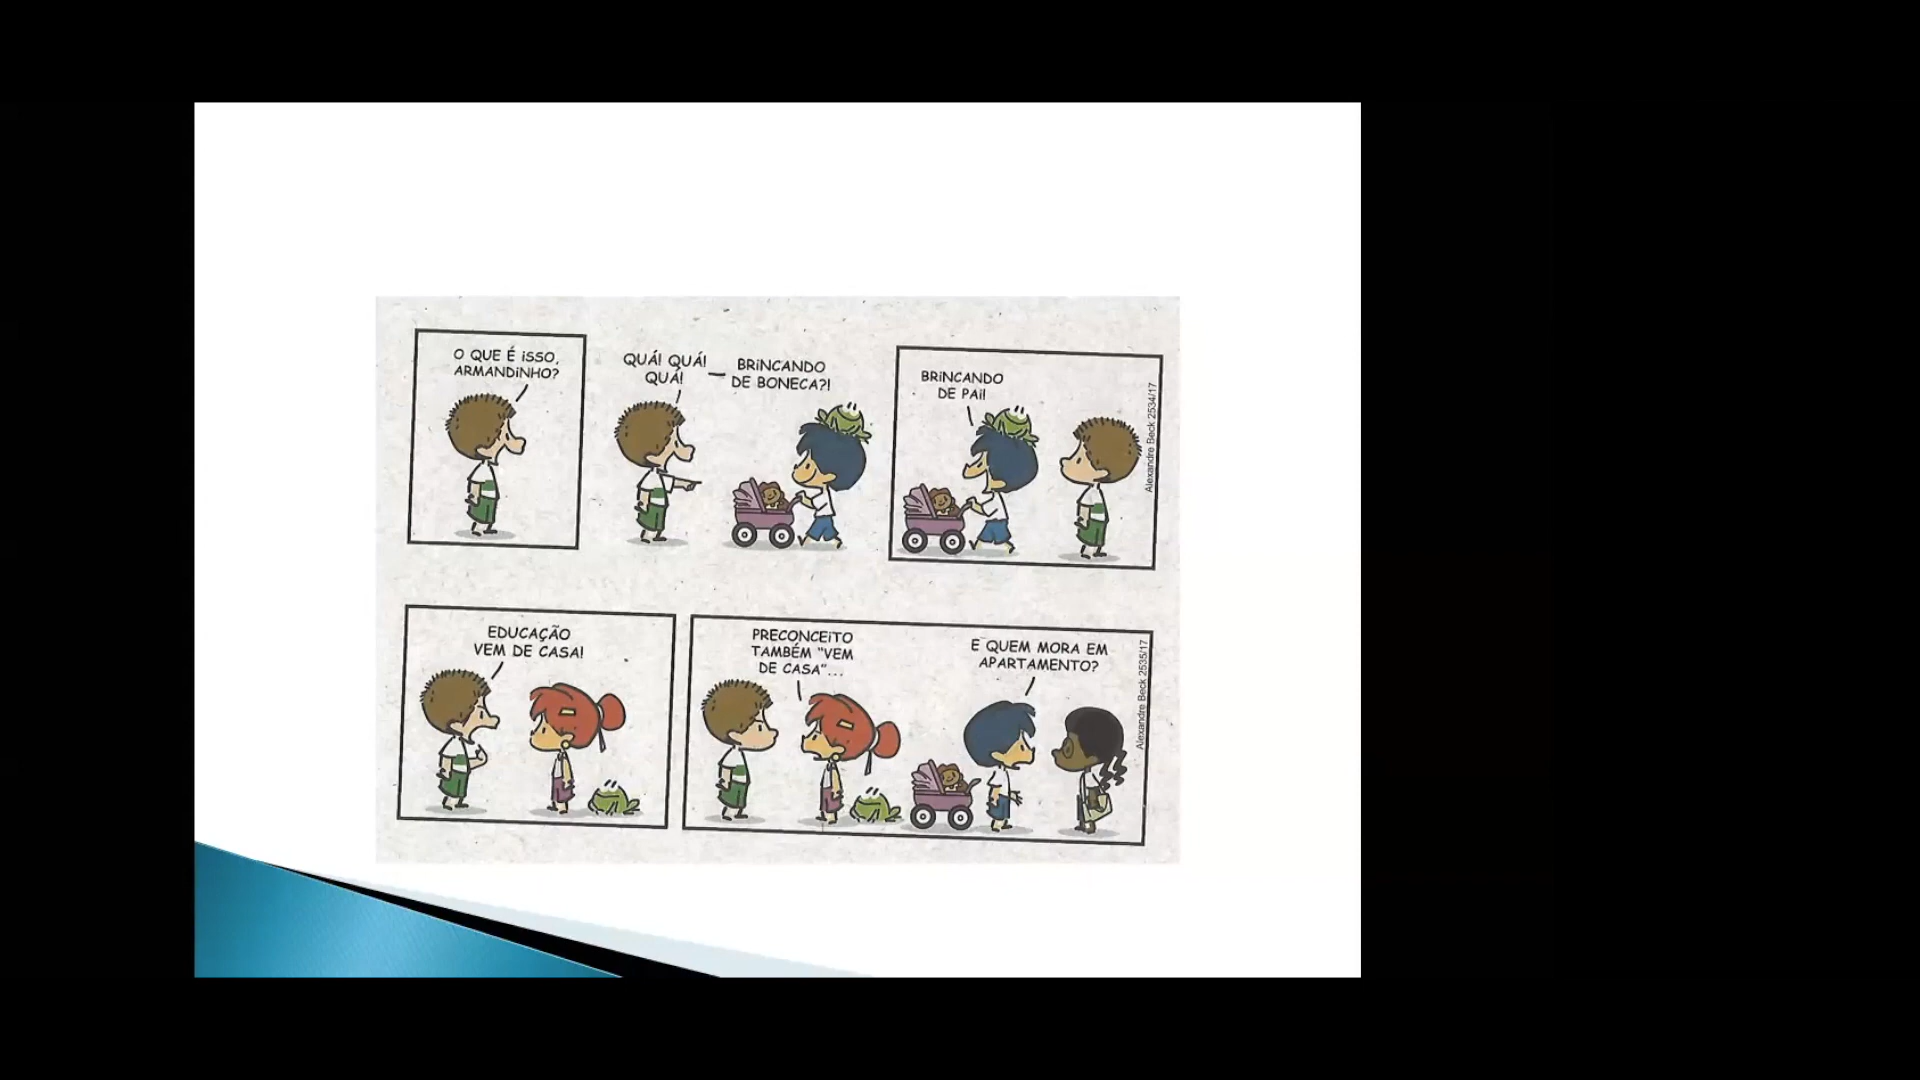 O QUE É ISSO,
ARMANDINHO?
QUÁ! QUÁ!
QUÁ!
BRINCANDO
DE BONECA?!
BRINCANDO
DE PAI!
Alexandre Beck 2534/17
EDUCAÇÃO
VEM DE CASA!
PRECONCEITO
TAMBÉM "VEM
DE CASA"...
E QUEM MORA EM
APARTAMENTO?
Alexandre Beck 2535/17